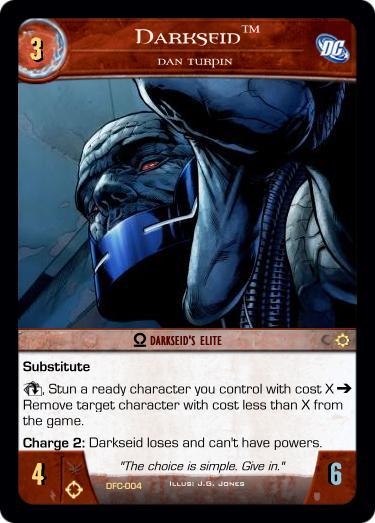 3
DARKSEID™
DC
DAN TURPIN
Ω DARKSEID'S ELITE
Substitute
, Stun a ready character you control with cost X ➔
Remove target character with cost less than X from
the game.
Charge 2: Darkseid loses and can't have powers.
"The choice is simple. Give in."
4
DFC-004
ILLUS: J.G. JONES
6